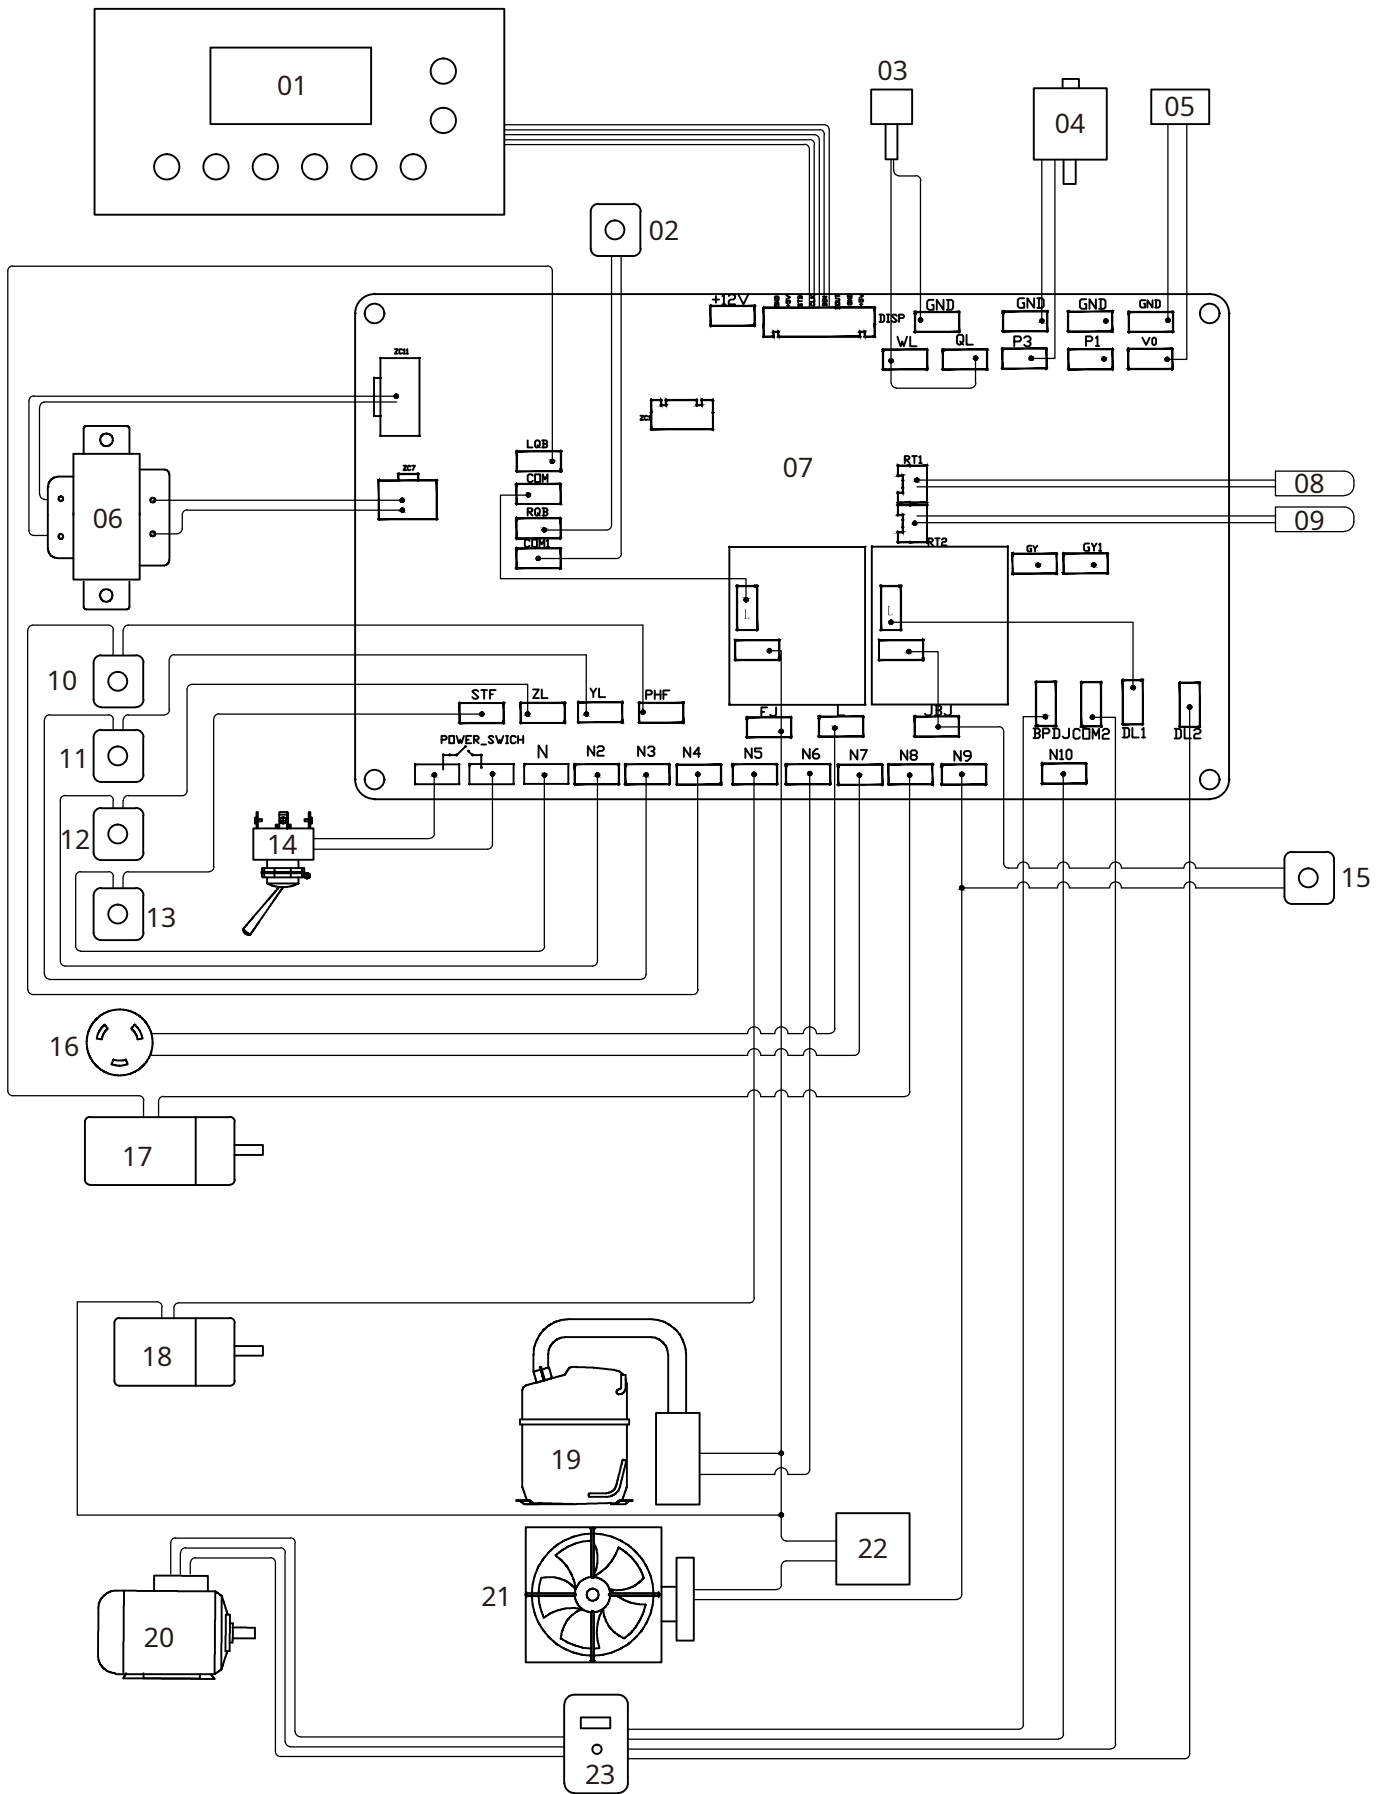 01
03
04
05
02
+12V
DISP
GND
GND
GND
GND
WL
QL
P3
P1
V0
ZC11
LQB
COM
RQB
COM1
ZC7
06
07
RT1
RT2
08
09
GY
GY1
L
L
10
11
12
13
STF
ZL
YL
PHF
FJ
L
JBJ
BPDJ
COM2
DL1
DL2
POWER_SWICH
N
N2
N3
N4
N5
N6
N7
N8
N9
N10
14
15
16
17
18
19
20
21
22
23